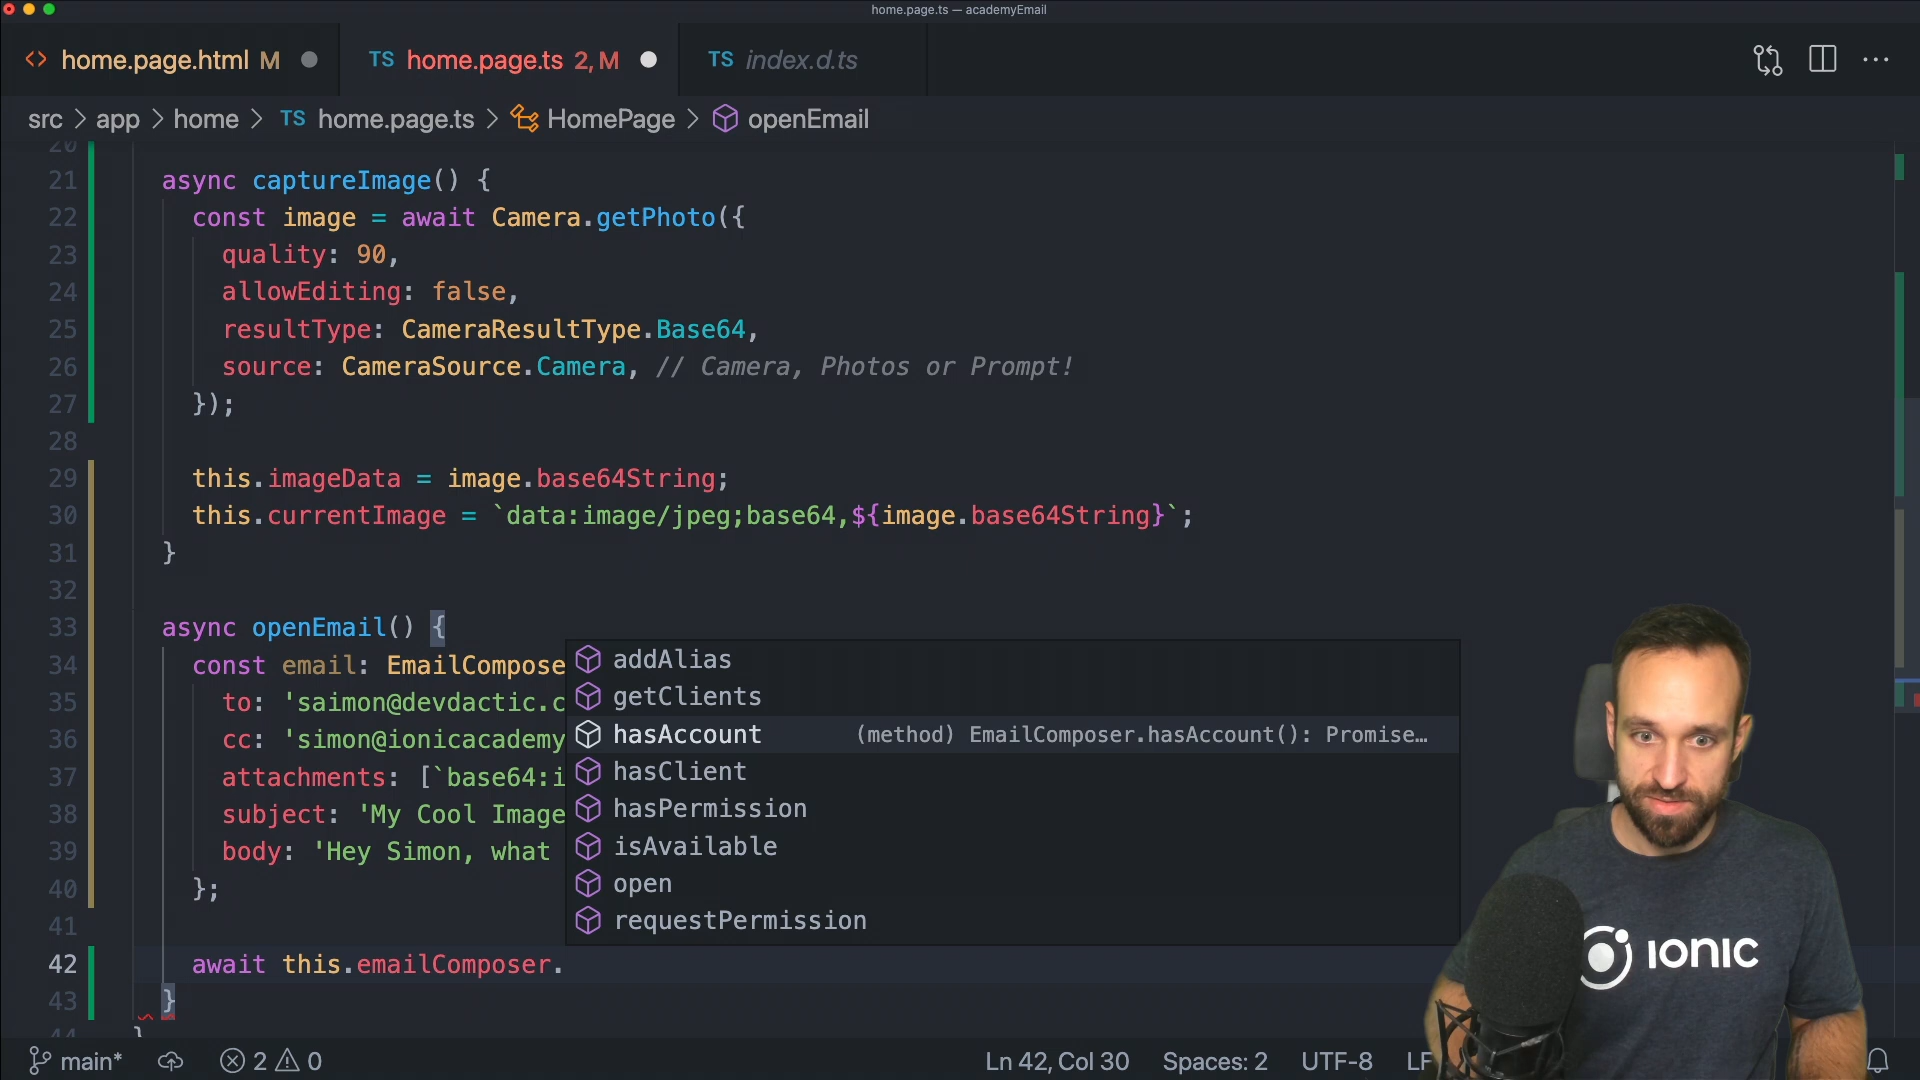 home.page.ts — academyEmail
home.page.html M
TS home.page.ts 2, M
TS index.d.ts
src > app > home > TS home.page.ts > HomePage > openEmail
20
21 async captureImage() {
22 const image = await Camera.getPhoto({
23 quality: 90,
24 allowEditing: false,
25 resultType: CameraResultType.Base64,
26 source: CameraSource.Camera, // Camera, Photos or Prompt!
27 });
28
29 this.imageData = image.base64String;
30 this.currentImage = `data:image/jpeg;base64,${image.base64String}`;
31 }
32
33 async openEmail() {
34 const email: EmailCompose
35 to: 'saimon@devdactic.c
36 cc: 'simon@ionicacademy
37 attachments: [`base64:i
38 subject: 'My Cool Image
39 body: 'Hey Simon, what
40 };
41
42 await this.emailComposer.
43 }
44 }
addAlias
getClients
hasAccount (method) EmailComposer.hasAccount(): Promise…
hasClient
hasPermission
isAvailable
open
requestPermission
IONIC
main* 2 0 Ln 42, Col 30 Spaces: 2 UTF-8 LF